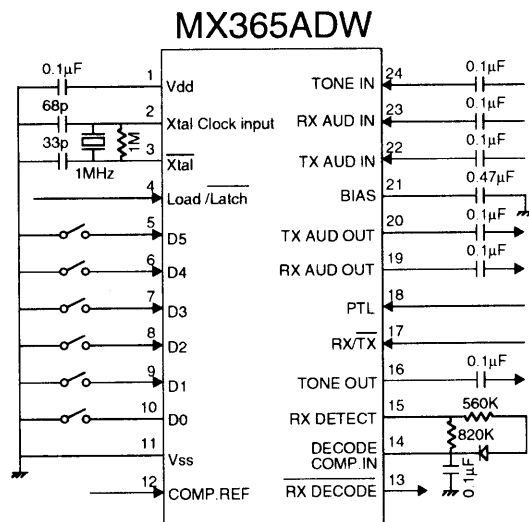 MX365ADW
0.1µF 1 Vdd
68p 2 Xtal Clock input
1M
33p 3 Xtal
1MHz
4 Load /Latch
5 D5
6 D4
7 D3
8 D2
9 D1
10 D0
11 Vss
12 COMP.REF
TONE IN 24 0.1µF
RX AUD IN 23 0.1µF
TX AUD IN 22 0.1µF
BIAS 21 0.47µF
TX AUD OUT 20 0.1µF
RX AUD OUT 19 0.1µF
PTL 18
RX/TX 17
TONE OUT 16 0.1µF
RX DETECT 15 560K
820K
DECODE 14
COMP.IN
0.1µF
RX DECODE 13